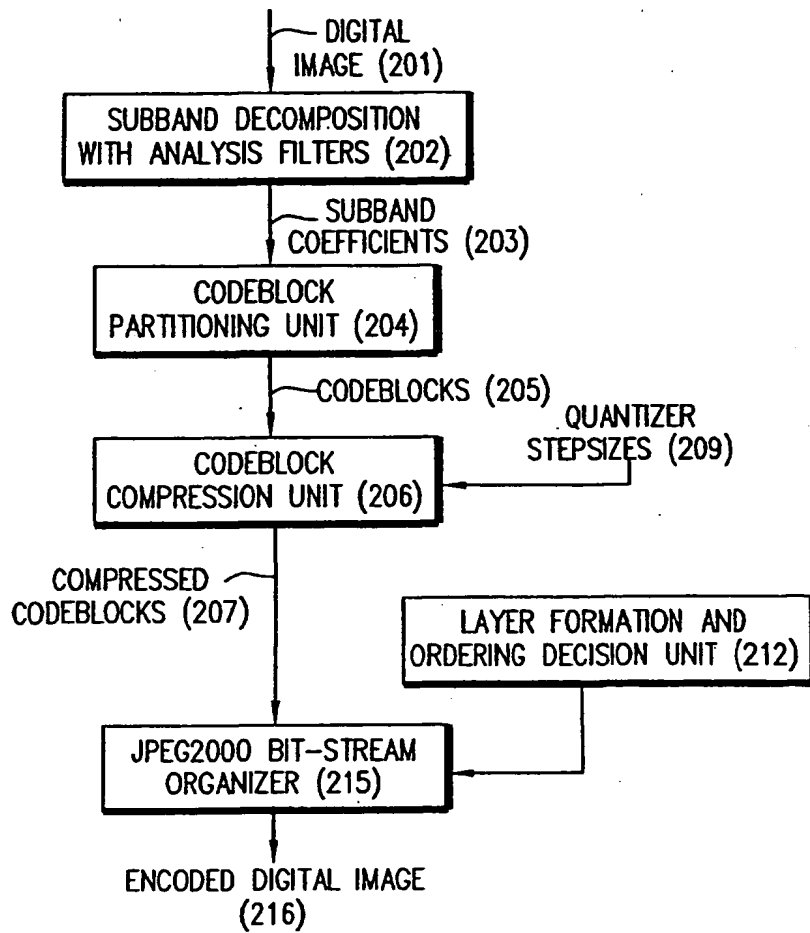 DIGITAL
IMAGE (201)
SUBBAND DECOMPOSITION
WITH ANALYSIS FILTERS (202)
SUBBAND
COEFFICIENTS (203)
CODEBLOCK
PARTITIONING UNIT (204)
CODEBLOCKS (205)
QUANTIZER
STEPSIZES (209)
CODEBLOCK
COMPRESSION UNIT (206)
COMPRESSED
CODEBLOCKS (207)
LAYER FORMATION AND
ORDERING DECISION UNIT (212)
JPEG2000 BIT-STREAM
ORGANIZER (215)
ENCODED DIGITAL IMAGE
(216)